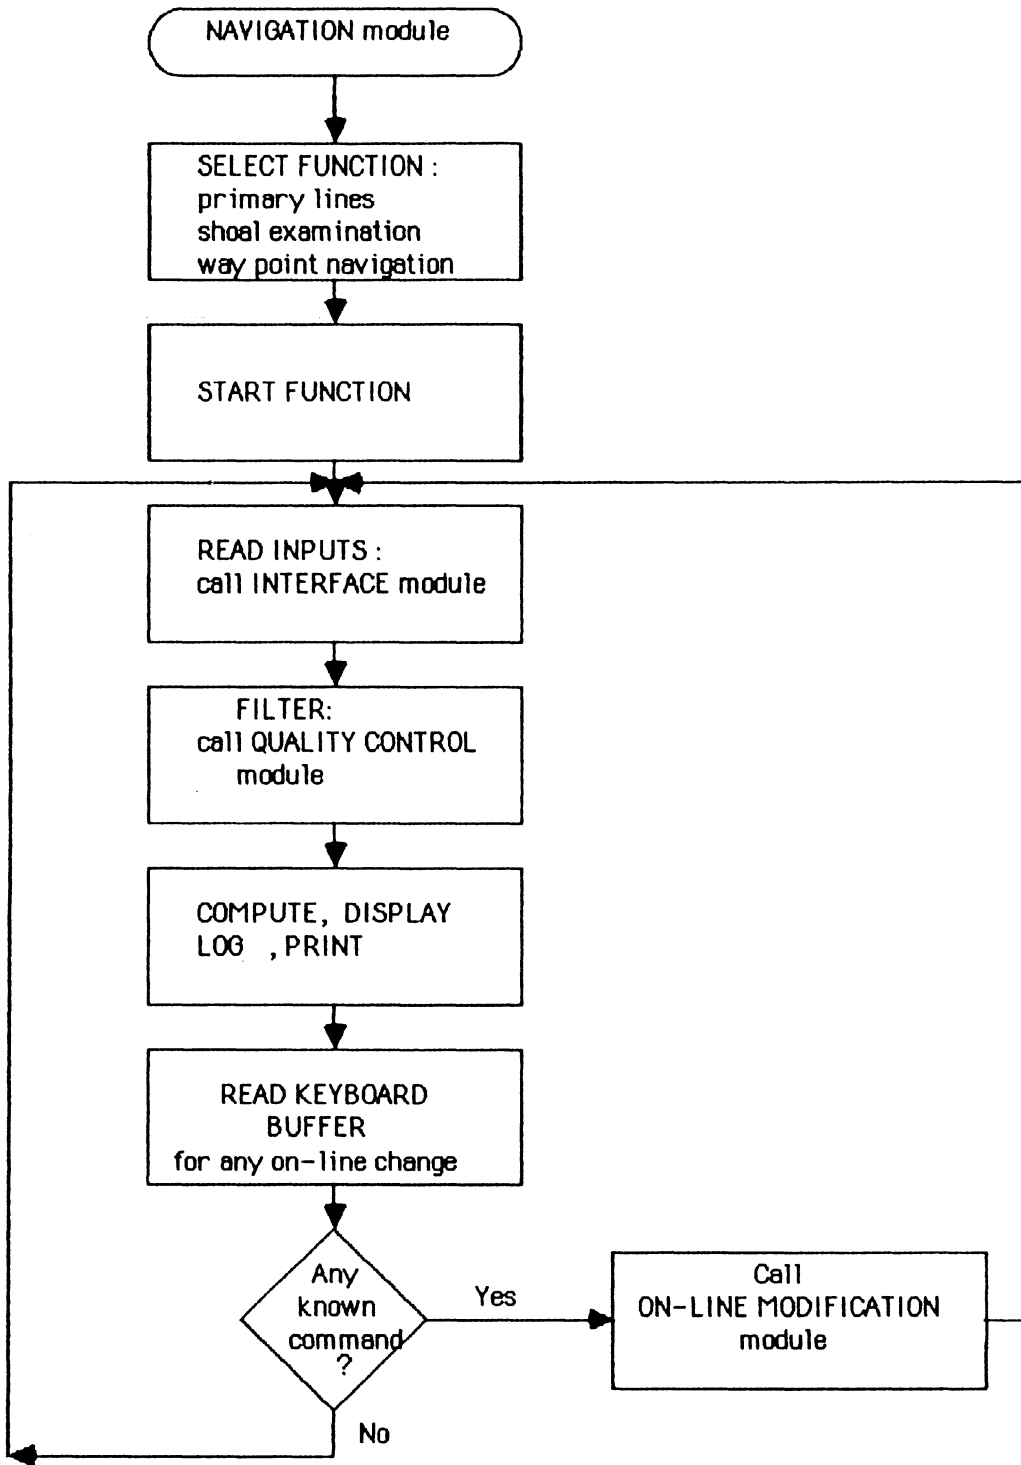 NAVIGATION module
SELECT FUNCTION :
primary lines
shoal examination
way point navigation
START FUNCTION
READ INPUTS :
call INTERFACE module
FILTER:
call QUALITY CONTROL
module
COMPUTE, DISPLAY
LOG , PRINT
READ KEYBOARD
BUFFER
for any on-line change
Any
known
command
?
Yes
Call
ON-LINE MODIFICATION
module
No